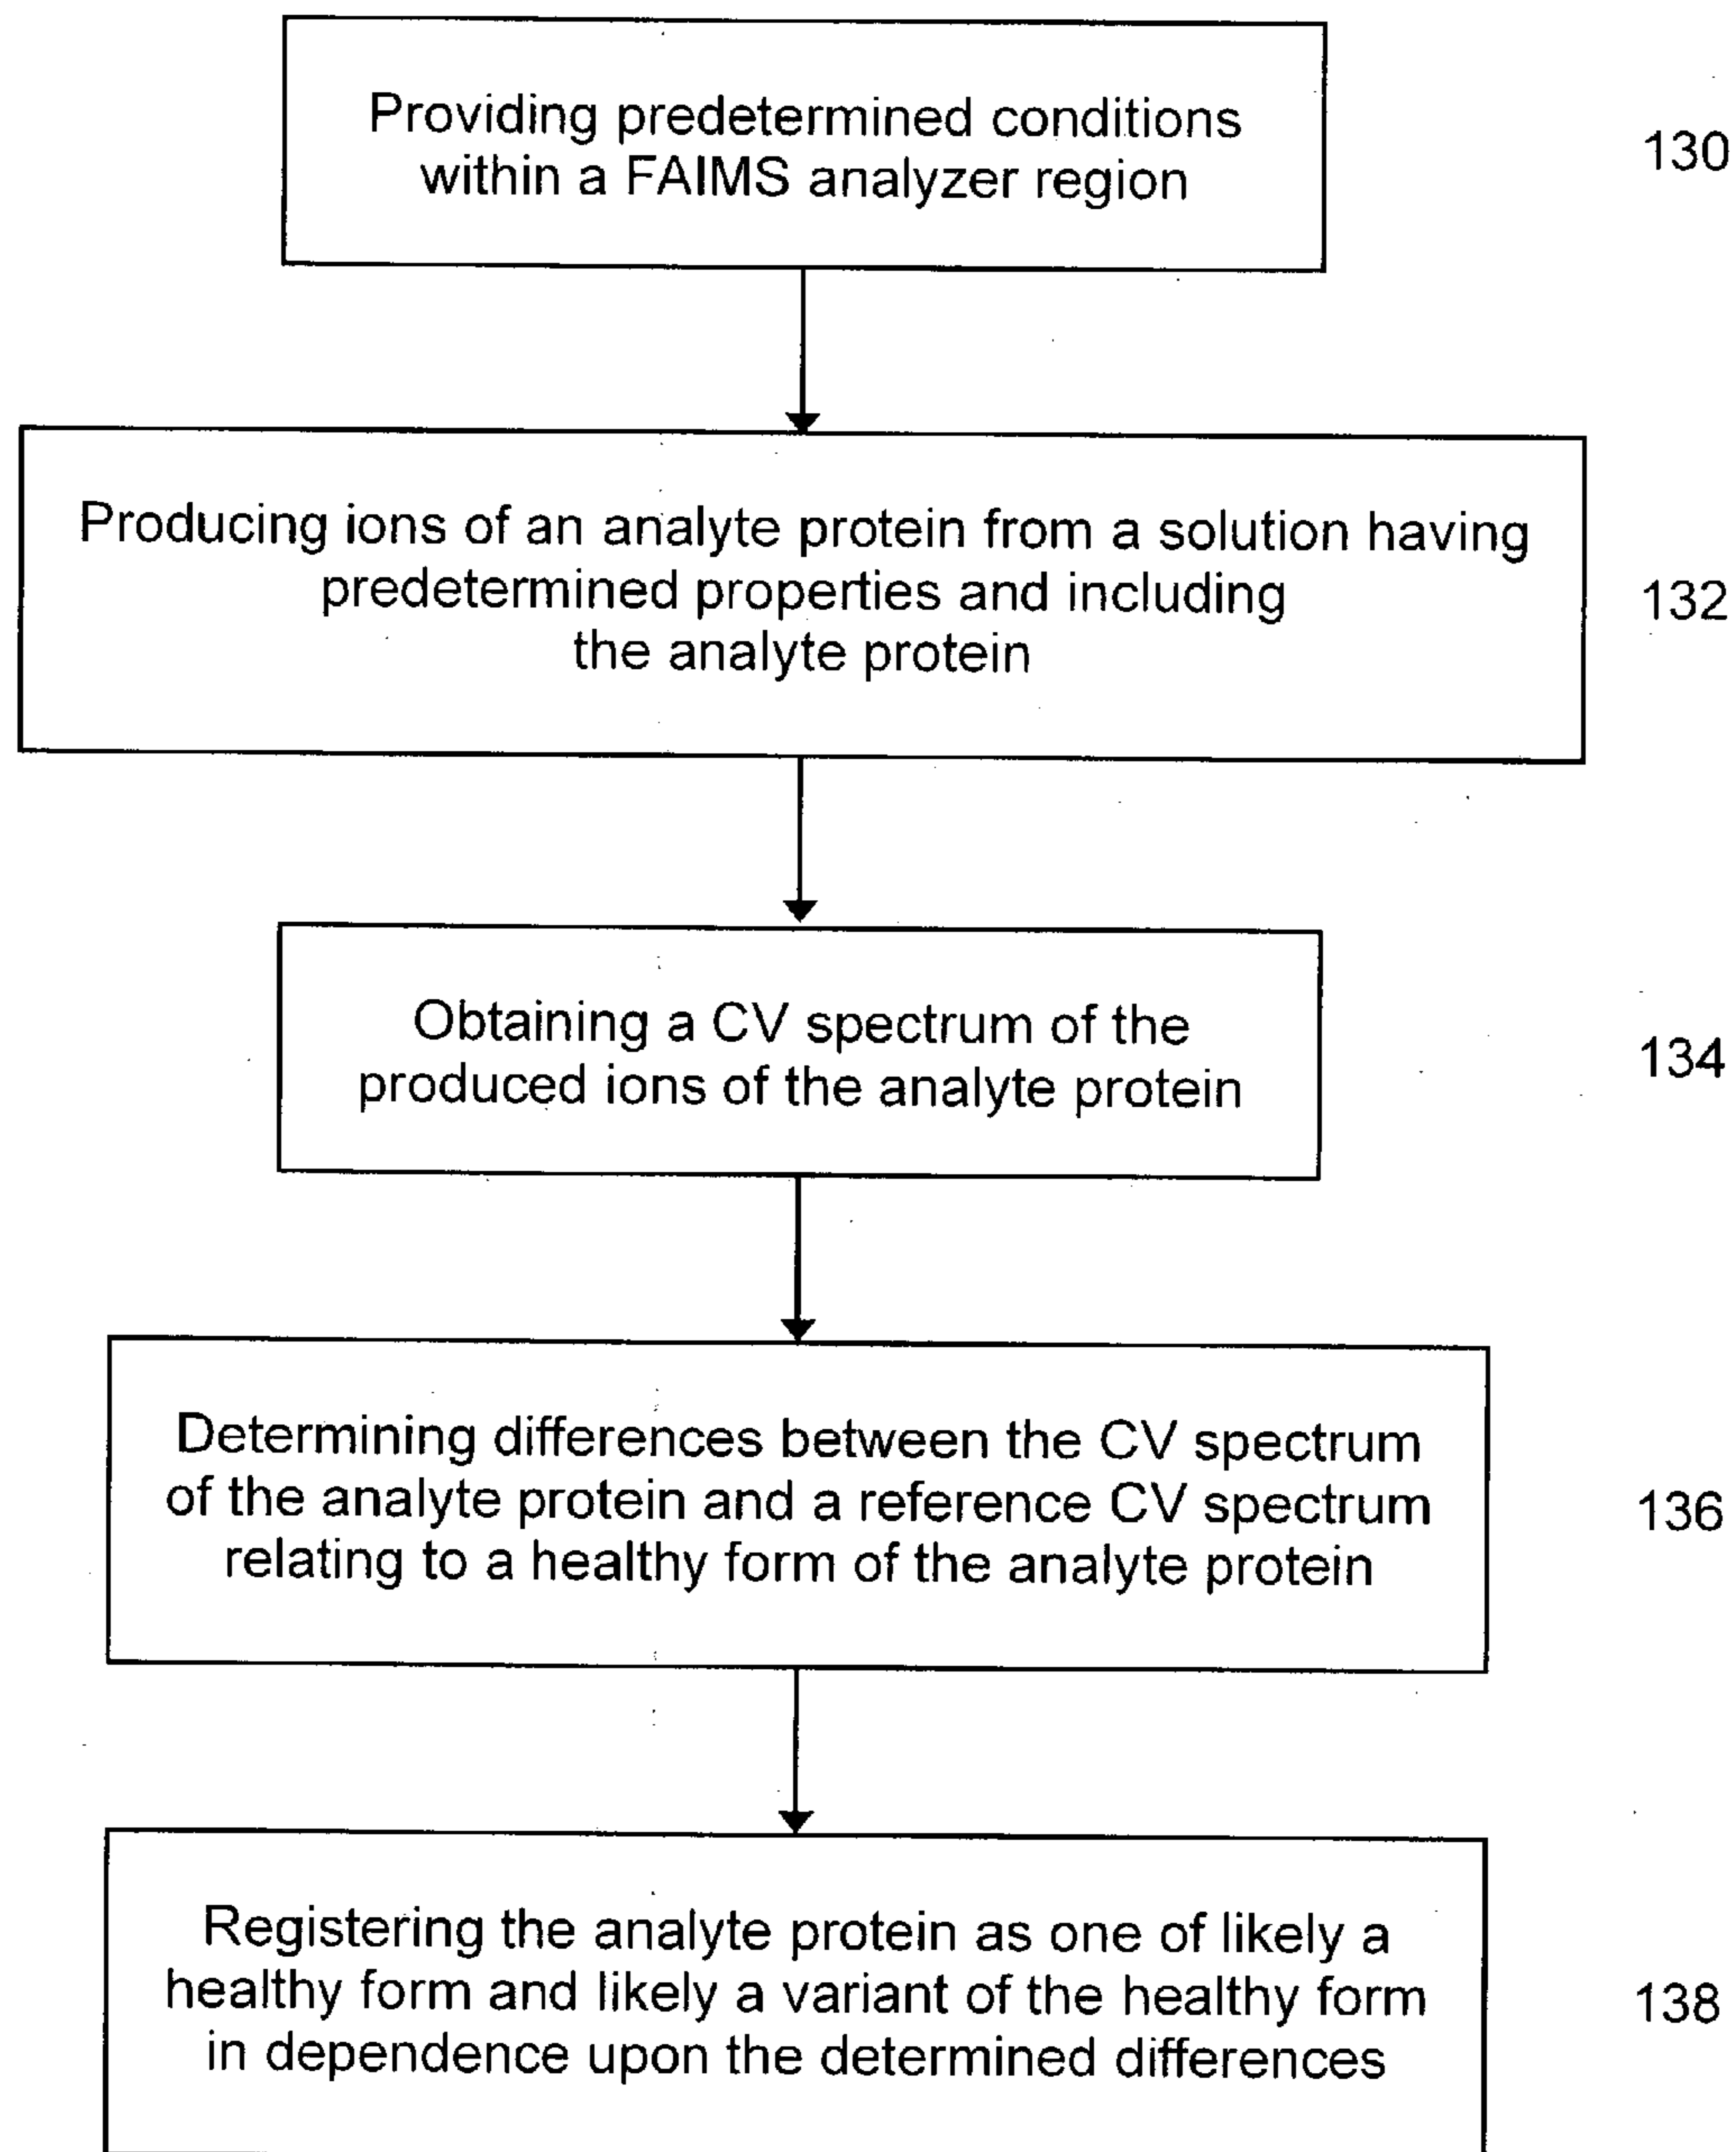 Providing predetermined conditions
within a FAIMS analyzer region
130
Producing ions of an analyte protein from a solution having
predetermined properties and including
the analyte protein
132
Obtaining a CV spectrum of the
produced ions of the analyte protein
134
Determining differences between the CV spectrum
of the analyte protein and a reference CV spectrum
relating to a healthy form of the analyte protein
136
Registering the analyte protein as one of likely a
healthy form and likely a variant of the healthy form
in dependence upon the determined differences
138